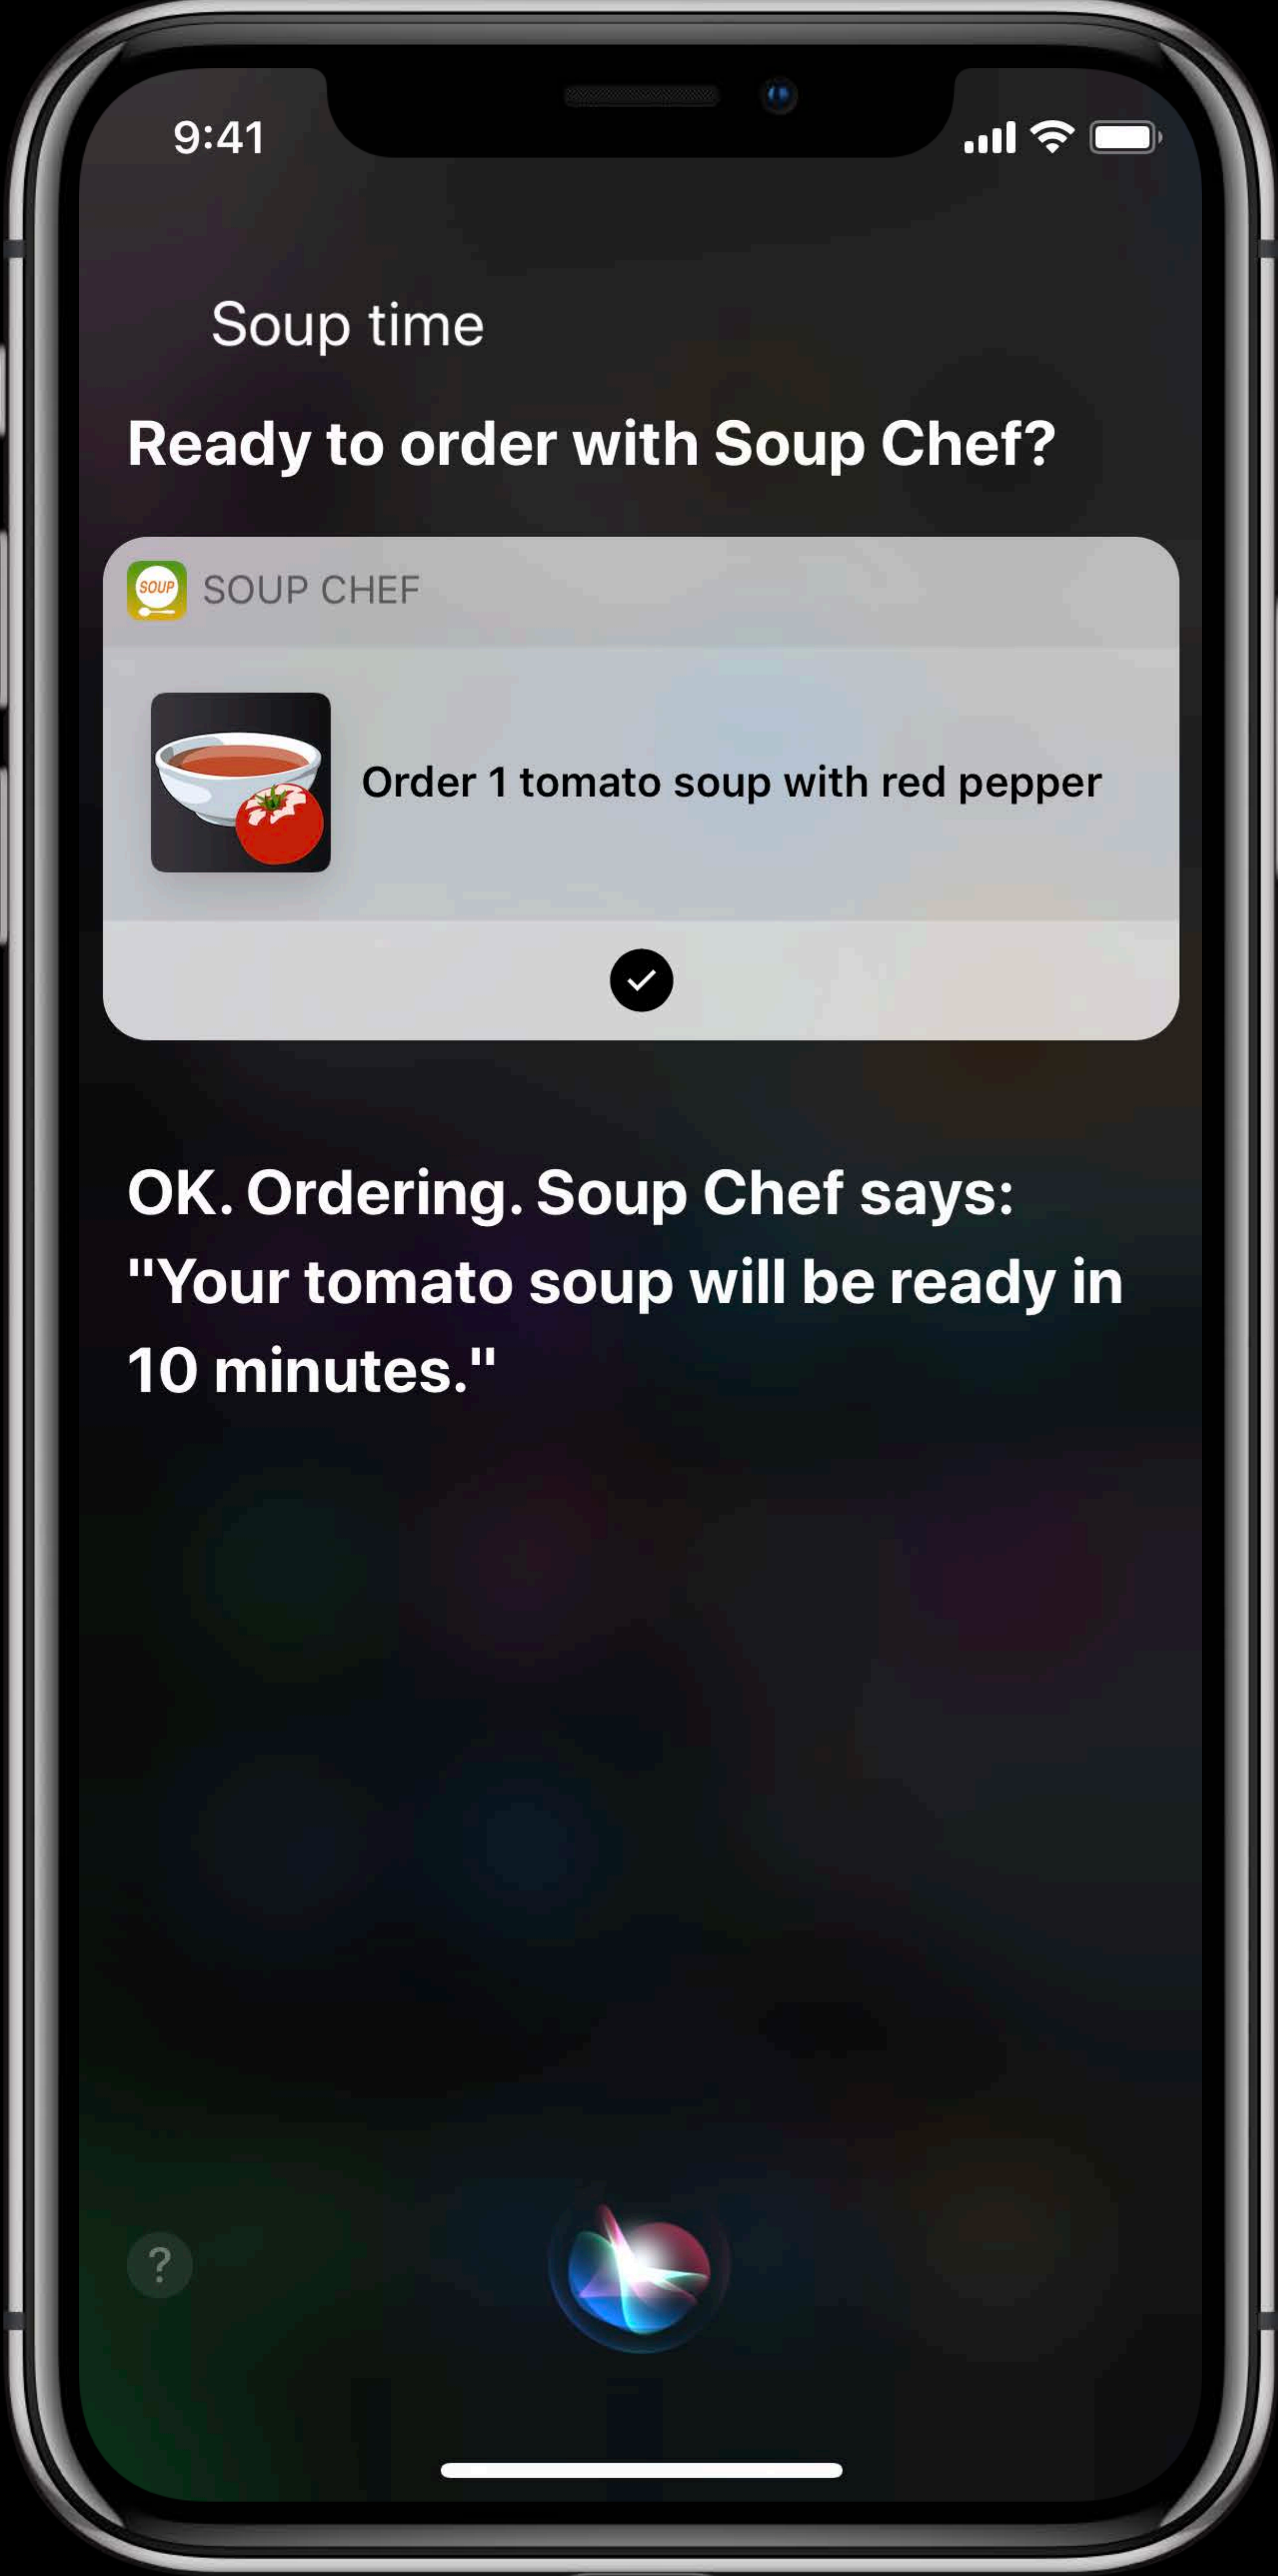 9:41
Soup time
Ready to order with Soup Chef?
SOUP
SOUP CHEF
Order 1 tomato soup with red pepper
OK. Ordering. Soup Chef says:
"Your tomato soup will be ready in
10 minutes."
?